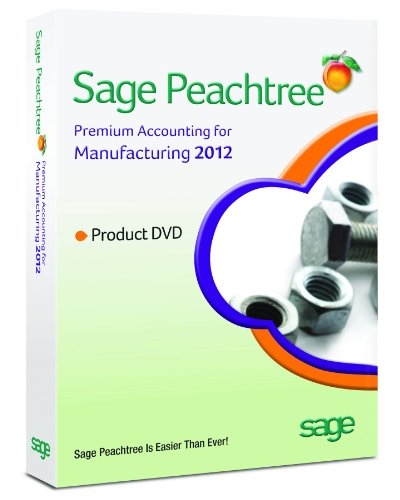 Sage Peachtree
Premium Accounting for
Manufacturing 2012
Product DVD
Sage Peachtree Is Easier Than Ever!
sage
Sage Peachtree
Premium Accounting for
Manufacturing 2012
sage